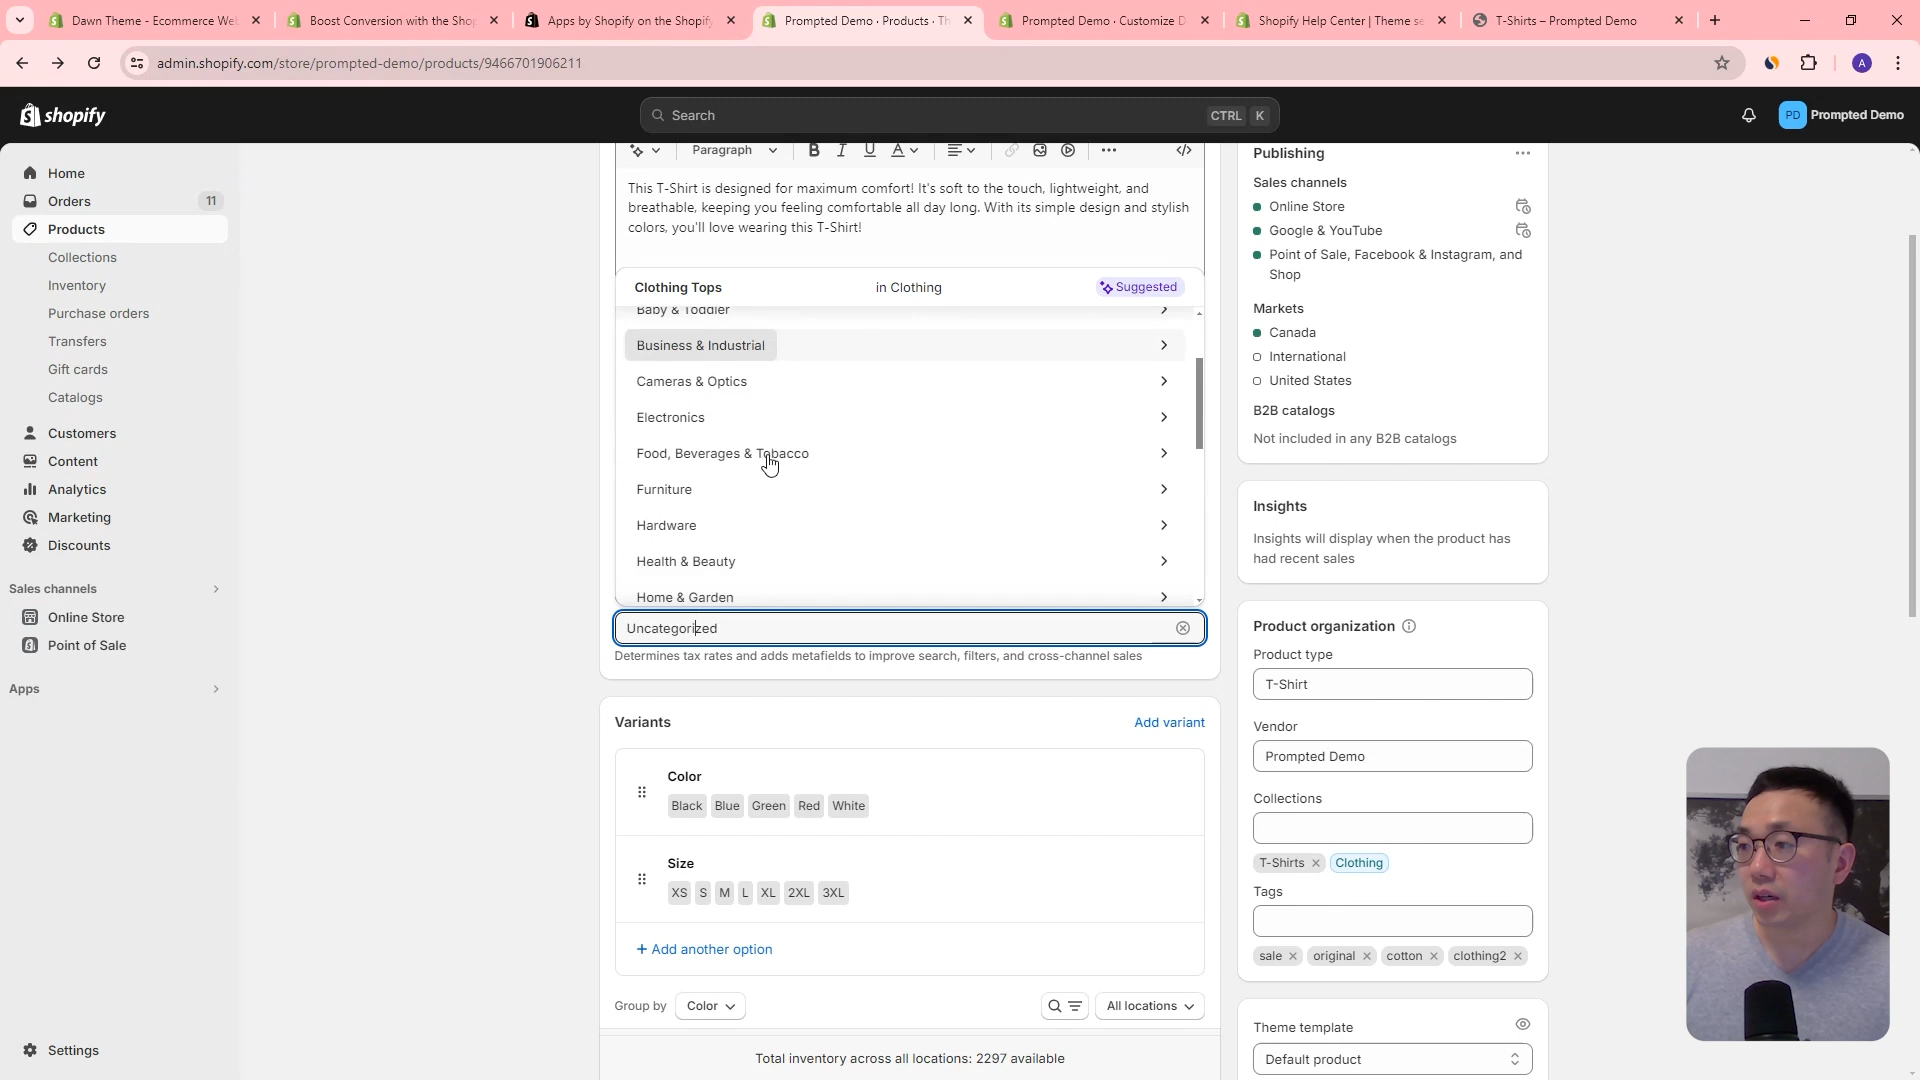 Dawn Theme - Ecommerce Web
Boost Conversion with the Shop
Apps by Shopify on the Shopify
Prompted Demo · Products · Th
Prompted Demo · Customize D
Shopify Help Center | Theme se
T-Shirts – Prompted Demo
admin.shopify.com/store/prompted-demo/products/9466701906211
A
shopify
Search
CTRL K
PD Prompted Demo
Home
Orders 11
Products
Collections
Inventory
Purchase orders
Transfers
Gift cards
Catalogs
Customers
Content
Analytics
Marketing
Discounts
Sales channels
Online Store
Point of Sale
Apps
Settings
Paragraph B I U A
This T-Shirt is designed for maximum comfort! It's soft to the touch, lightweight, and
breathable, keeping you feeling comfortable all day long. With its simple design and stylish
colors, you'll love wearing this T-Shirt!
Clothing Tops in Clothing Suggested
Baby & Toddler
Business & Industrial
Cameras & Optics
Electronics
Food, Beverages & Tobacco
Furniture
Hardware
Health & Beauty
Home & Garden
Uncategorized
Determines tax rates and adds metafields to improve search, filters, and cross-channel sales
Variants
Add variant
Color
Black Blue Green Red White
Size
XS S M L XL 2XL 3XL
+ Add another option
Group by Color
All locations
Total inventory across all locations: 2297 available
Publishing
Sales channels
Online Store
Google & YouTube
Point of Sale, Facebook & Instagram, and
Shop
Markets
Canada
International
United States
B2B catalogs
Not included in any B2B catalogs
Insights
Insights will display when the product has
had recent sales
Product organization
Product type
T-Shirt
Vendor
Prompted Demo
Collections
T-Shirts Clothing
Tags
sale original cotton clothing2
Theme template
Default product